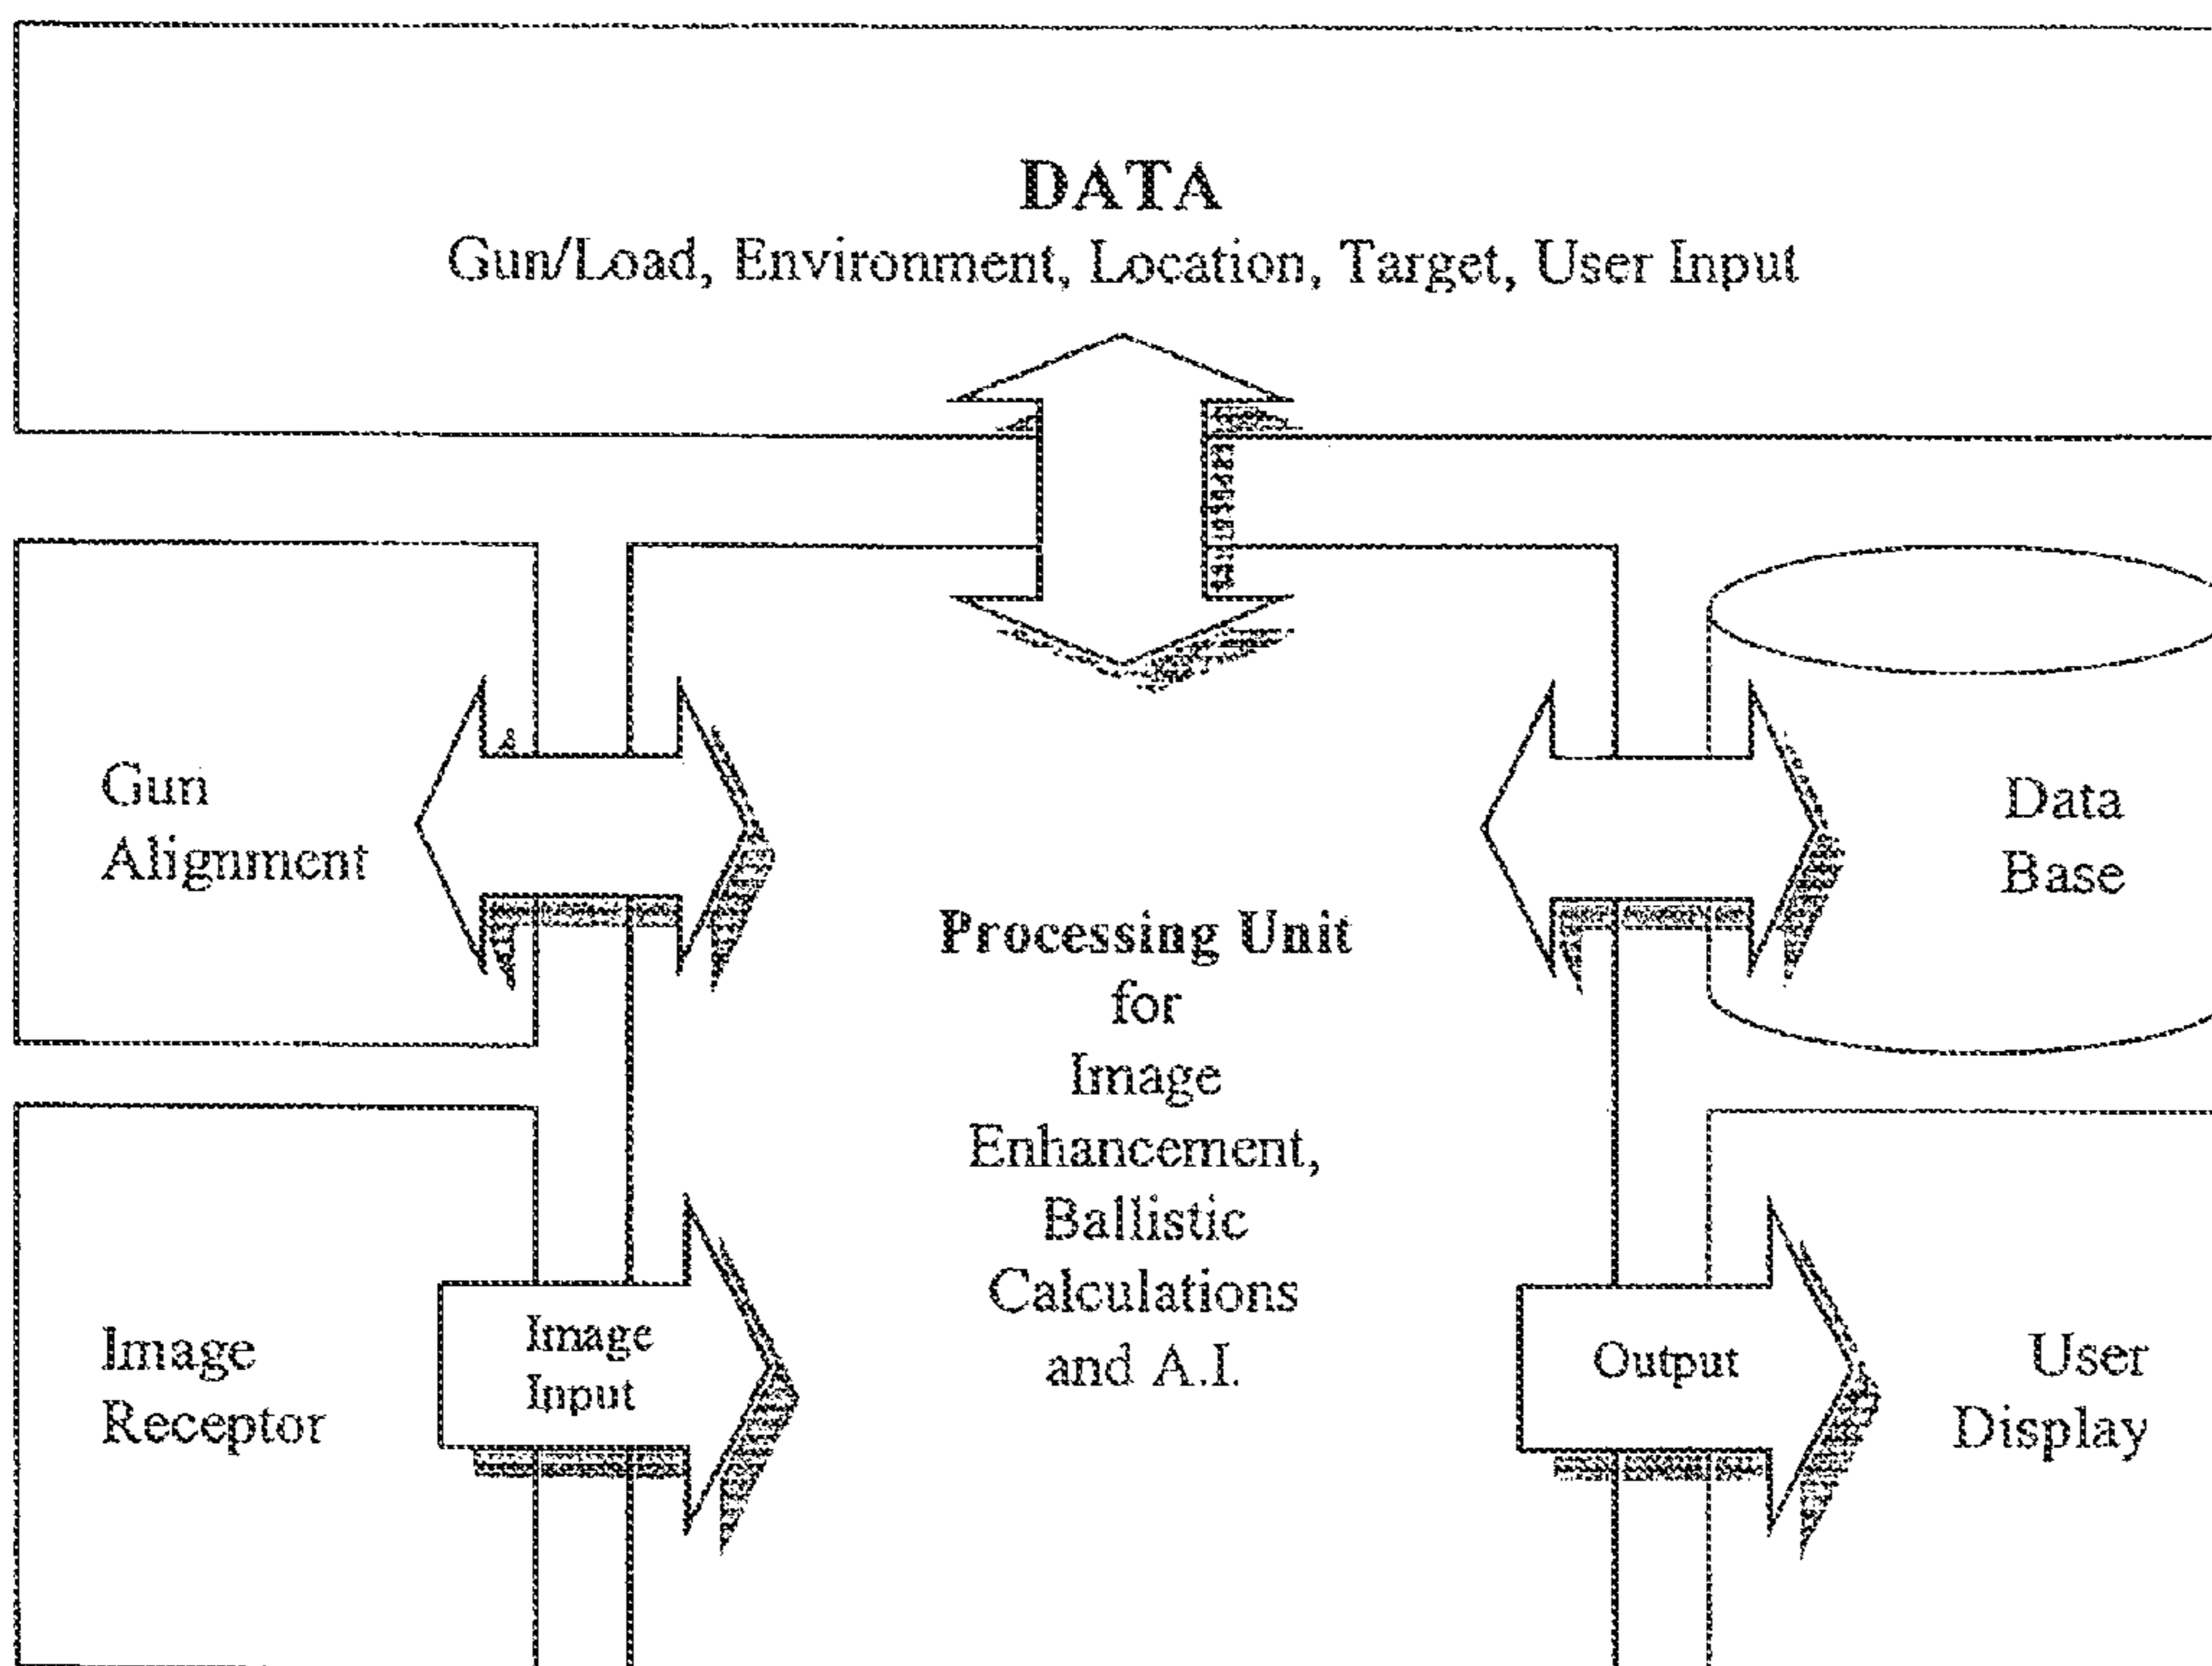 DATA
Gun/Load, Environment, Location, Target, User Input
Gun
Alignment
Data
Base
Processing Unit
for
Image
Enhancement,
Ballistic
Calculations
and A.I.
Image
Receptor
Image
Input
Output
User
Display